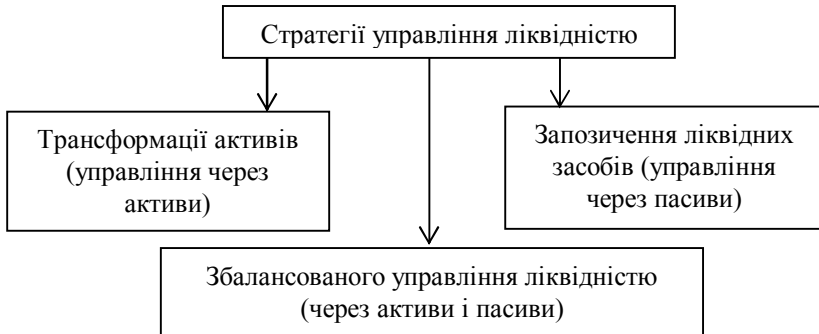 Стратегії управління ліквідністю
Трансформації активів
(управління через
активи)
Запозичення ліквідних
засобів (управління
через пасиви)
Збалансованого управління ліквідністю
(через активи і пасиви)